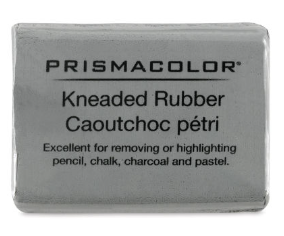 PRISMACOLOR®
Kneaded Rubber
Caoutchoc pétri
Excellent for removing or highlighting
pencil, chalk, charcoal and pastel.